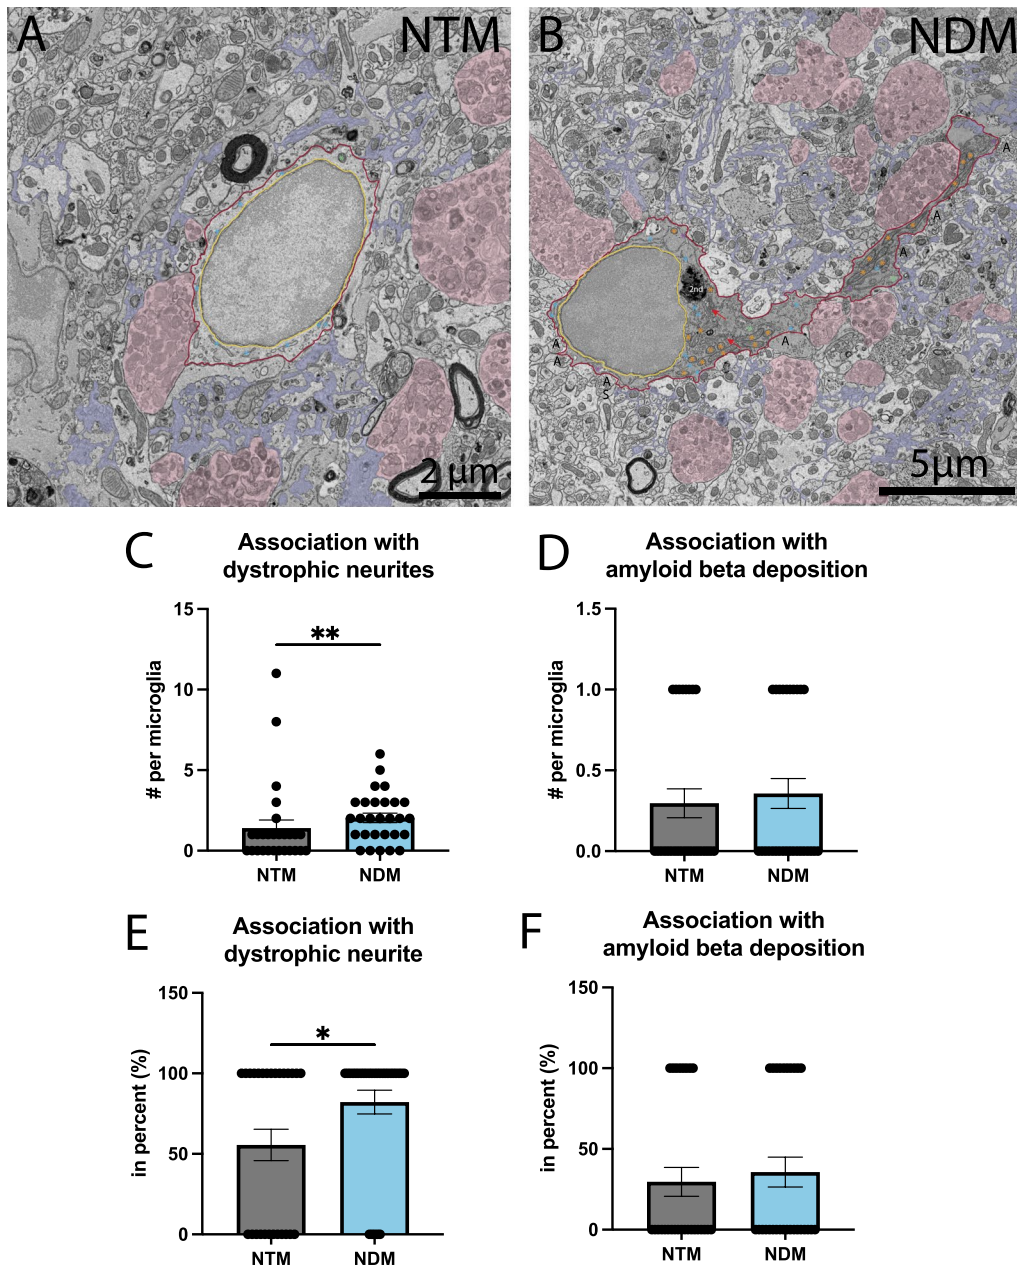 A
NTM
2 µm
B
NDM
2nd
A
A
A
A
A
A
A
S
5µm
C
Association with
dystrophic neurites
# per microglia
15
10
5
0
**
NTM
NDM
D
Association with
amyloid beta deposition
# per microglia
1.5
1.0
0.5
0.0
NTM
NDM
E
Association with
dystrophic neurite
in percent (%)
150
100
50
0
*
NTM
NDM
F
Association with
amyloid beta deposition
in percent (%)
150
100
50
0
NTM
NDM